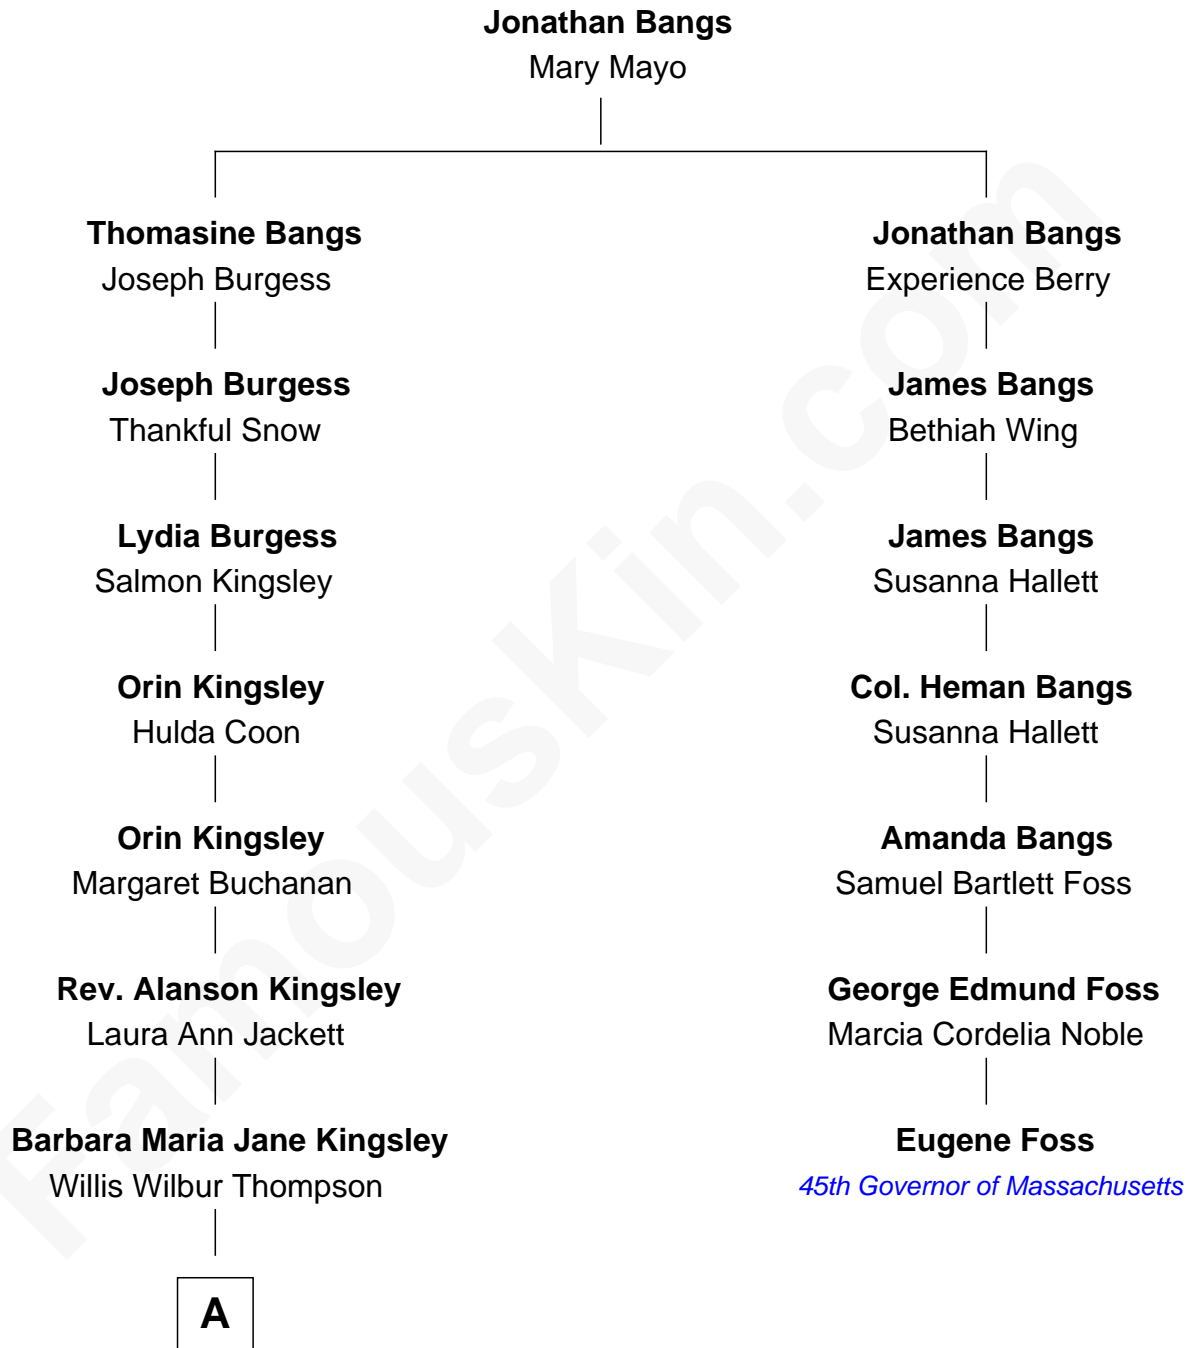 Jonathan Bangs
Mary Mayo
Thomasine Bangs
Joseph Burgess
Jonathan Bangs
Experience Berry
Joseph Burgess
Thankful Snow
James Bangs
Bethiah Wing
Lydia Burgess
Salmon Kingsley
James Bangs
Susanna Hallett
Orin Kingsley
Hulda Coon
Col. Heman Bangs
Susanna Hallett
Orin Kingsley
Margaret Buchanan
Amanda Bangs
Samuel Bartlett Foss
Rev. Alanson Kingsley
Laura Ann Jackett
George Edmund Foss
Marcia Cordelia Noble
Barbara Maria Jane Kingsley
Willis Wilbur Thompson
Eugene Foss
45th Governor of Massachusetts
A
FamousKin.com